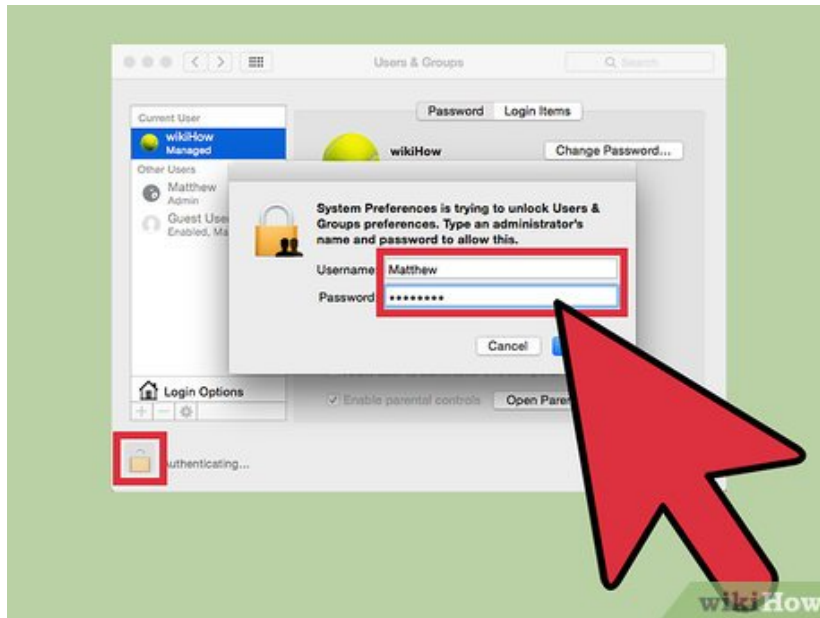 Users & Groups
Search
Password Login Items
Current User
wikiHow
Managed
wikiHow
Change Password...
Other Users
Matthew
Admin
Guest Use
Enabled, Ma
System Preferences is trying to unlock Users &
Groups preferences. Type an administrator's
name and password to allow this.
Username: Matthew
Password: ••••••••
Cancel
Login Options
Enable parental controls Open Paren
uthenticating...
wikiHow